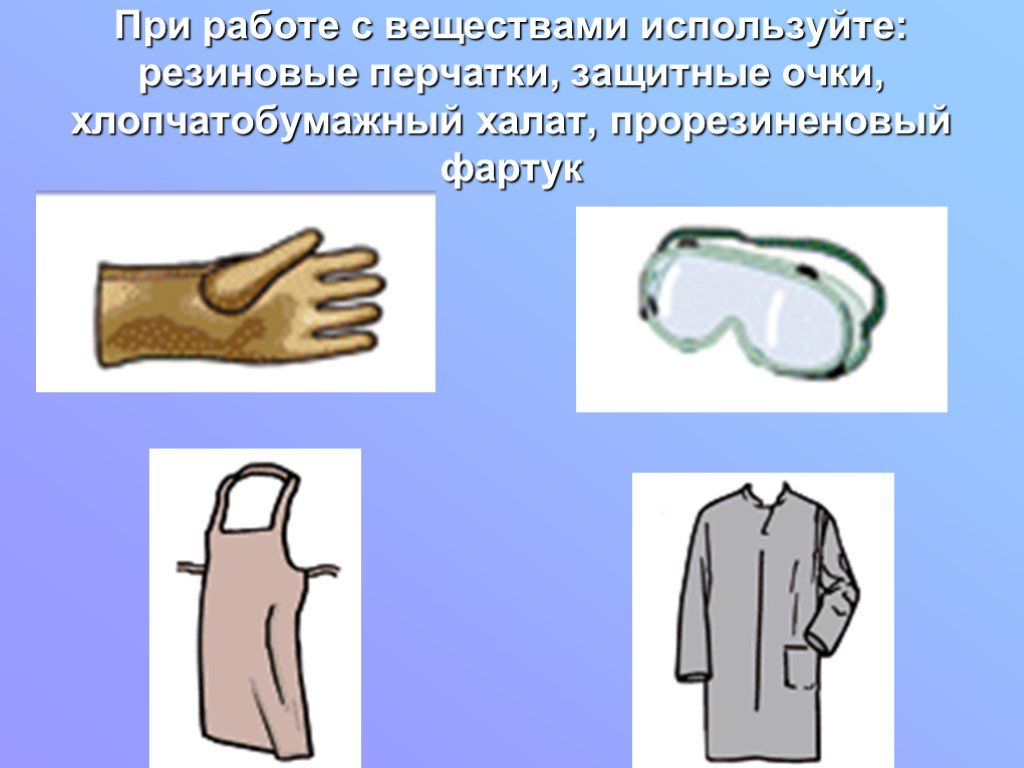 При работе с веществами используйте:
резиновые перчатки, защитные очки,
хлопчатобумажный халат, прорезиненовый
фартук